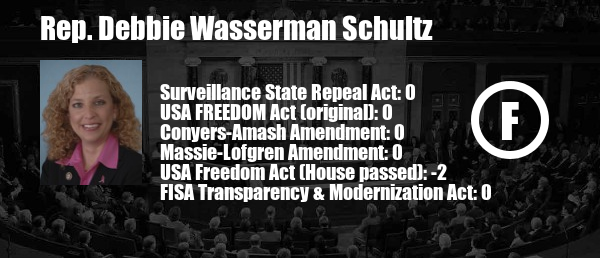 Rep. Debbie Wasserman Schultz
Surveillance State Repeal Act: 0
USA FREEDOM Act (original): 0
Conyers-Amash Amendment: 0
Massie-Lofgren Amendment: 0
USA Freedom Act (House passed): -2
FISA Transparency & Modernization Act: 0
F